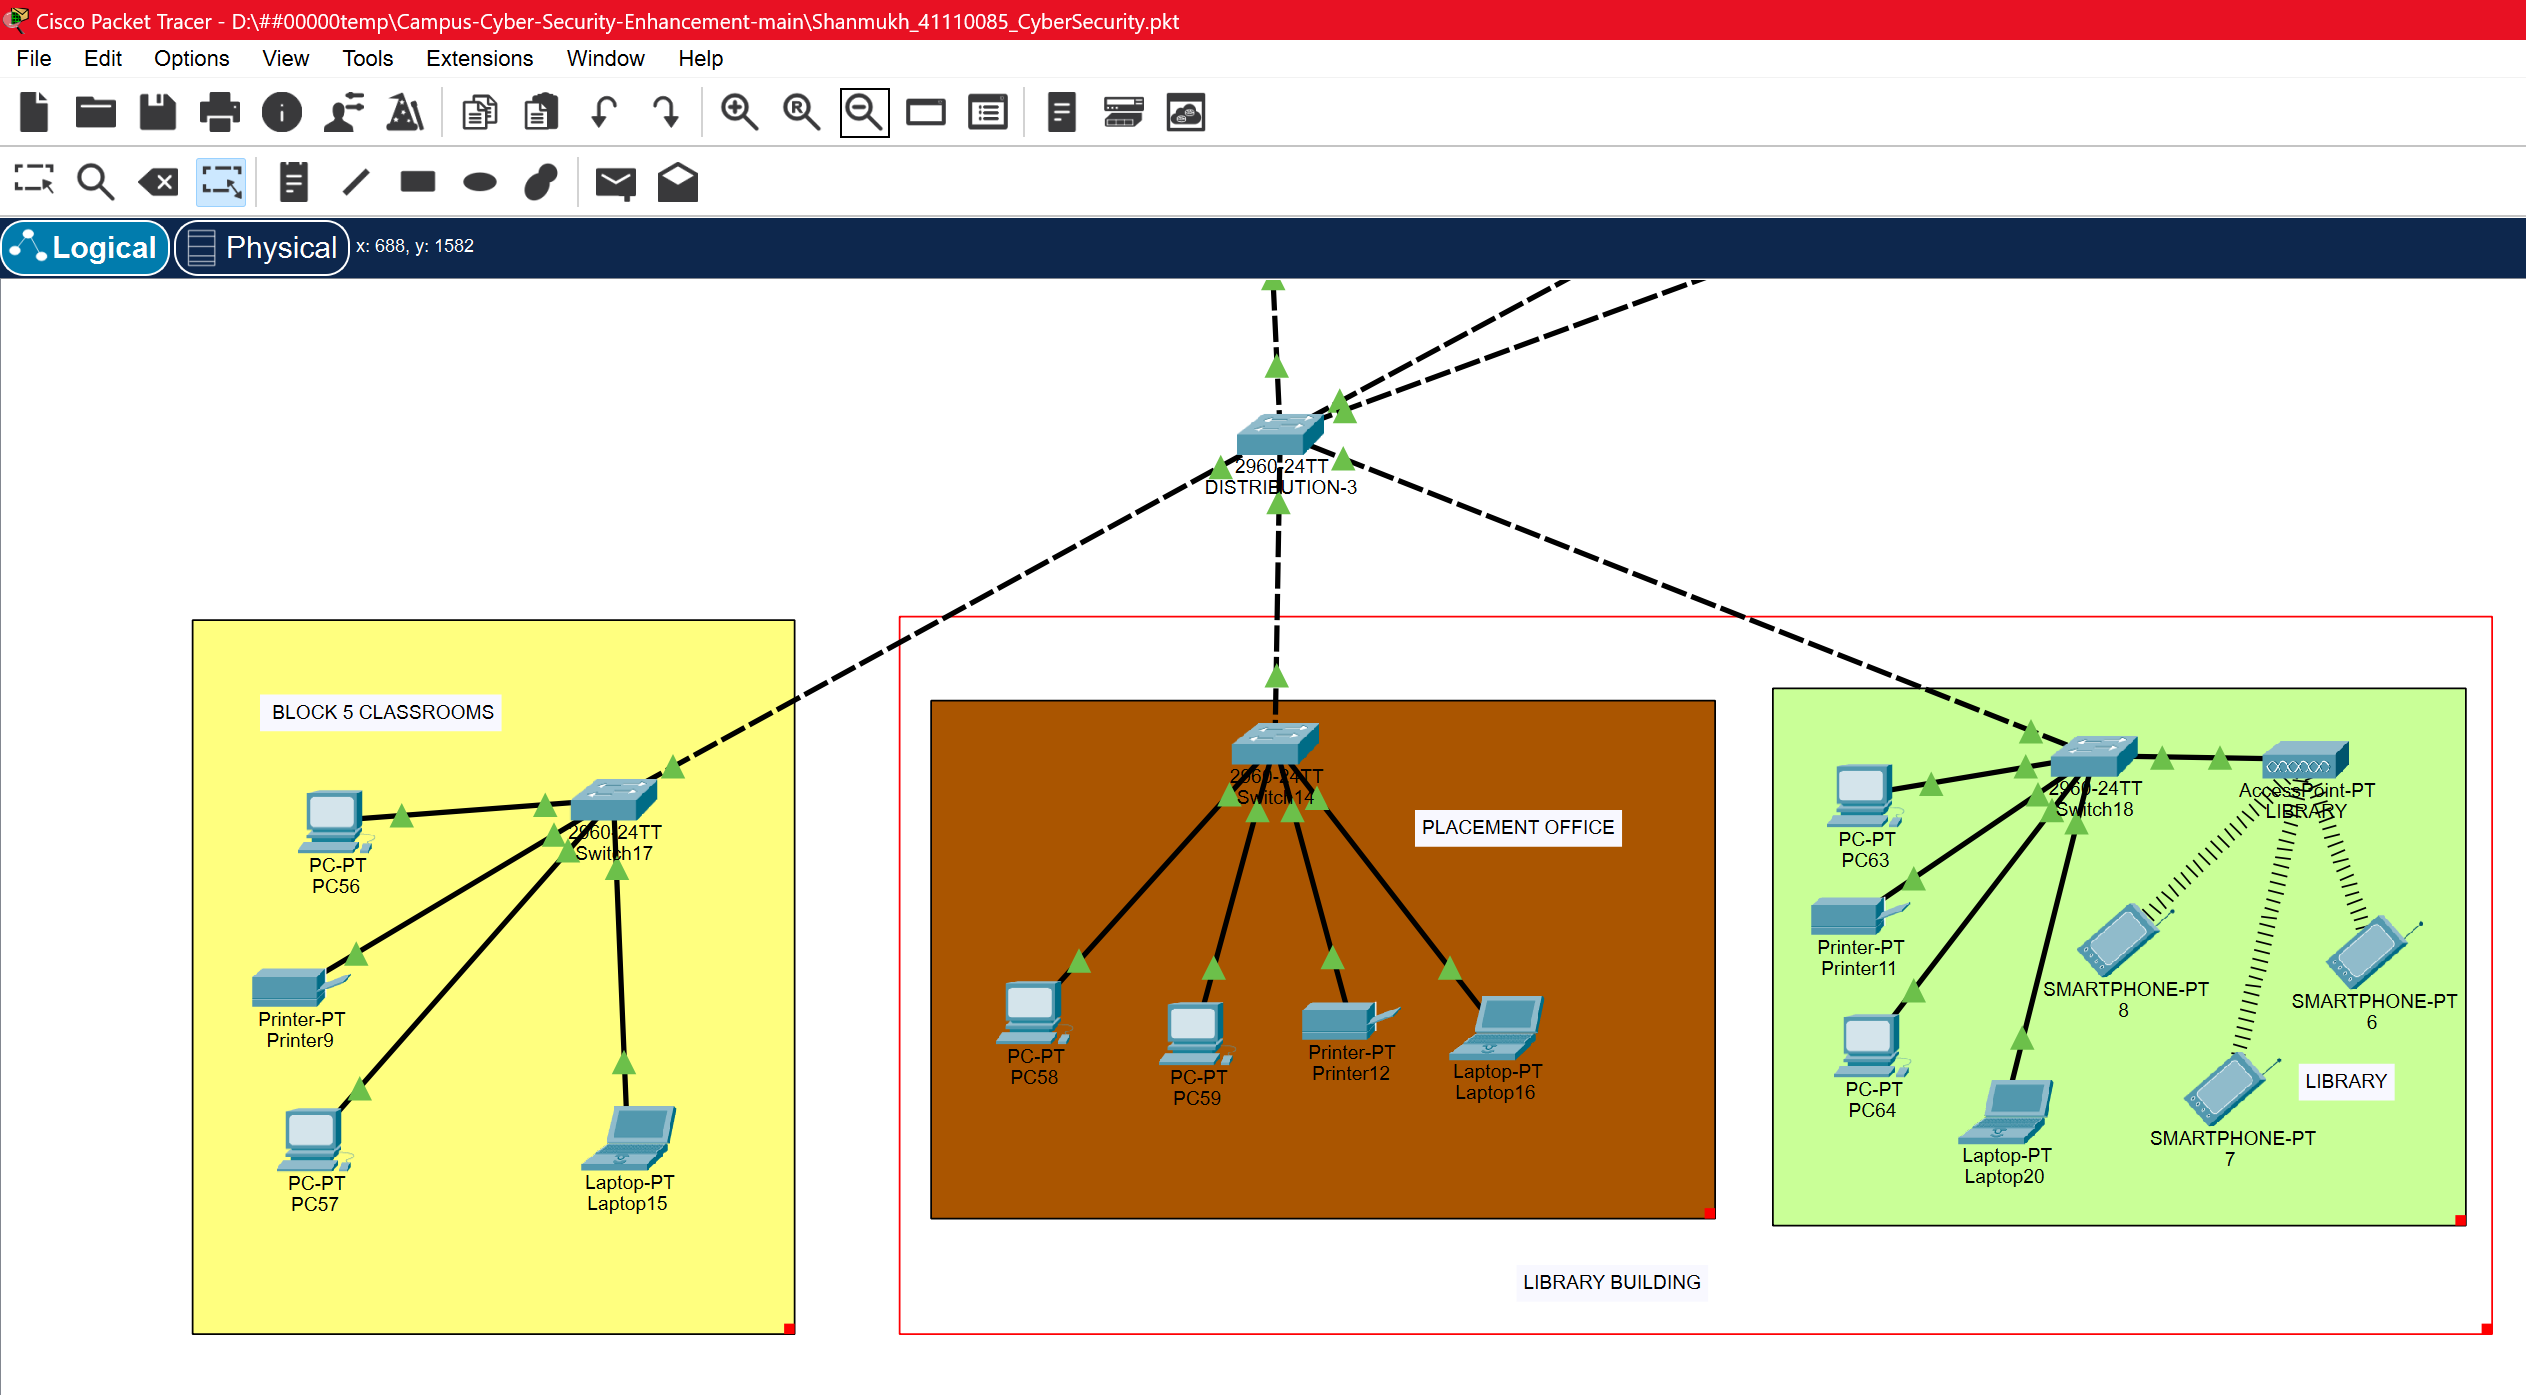 Cisco Packet Tracer - D:\##00000temp\Campus-Cyber-Security-Enhancement-main\Shanmukh_41110085_CyberSecurity.pkt
File Edit Options View Tools Extensions Window Help
Logical Physical x: 688, y: 1582
2960-24TT
DISTRIBUTION-3
BLOCK 5 CLASSROOMS
2960-24TT
Switch17
PC-PT
PC56
Printer-PT
Printer9
PC-PT
PC57
Laptop-PT
Laptop15
2960-24TT
Switch14
PLACEMENT OFFICE
PC-PT
PC58
PC-PT
PC59
Printer-PT
Printer12
Laptop-PT
Laptop16
2960-24TT
Switch18
AccessPoint-PT
LIBRARY
PC-PT
PC63
Printer-PT
Printer11
SMARTPHONE-PT
8
SMARTPHONE-PT
6
PC-PT
PC64
LIBRARY
SMARTPHONE-PT
7
Laptop-PT
Laptop20
LIBRARY BUILDING